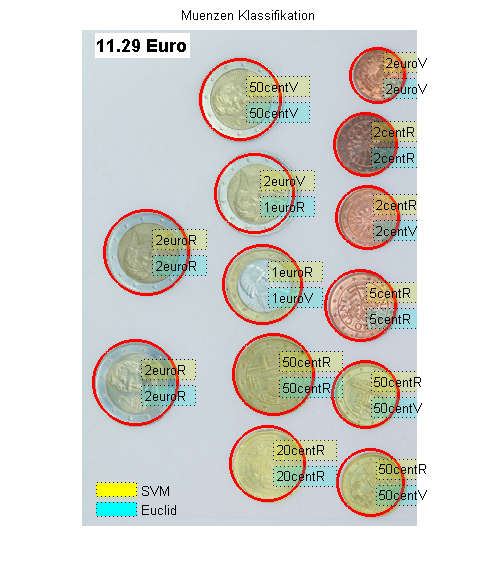 Muenzen Klassifikation
11.29 Euro
2euroV
2euroV
50centV
50centV
2centR
2centR
2euroV
1euroR
2centR
2centV
2euroR
2euroR
1euroR
1euroV
5centR
5centR
50centR
50centR
2euroR
2euroR
50centR
50centV
20centR
20centR
50centR
50centV
SVM
Euclid